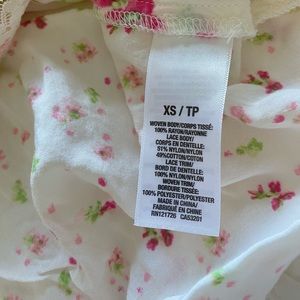 XS / TP
WOVEN BODY/CORPS TISSÉ:
100% RAYON/RAYONNE
LACE BODY/
CORPS EN DENTELLE:
51% NYLON/NYLON
49%COTTON/COTON
LACE TRIM/
BORD DE DENTELLE:
100% NYLON/NYLON
WOVEN TRIM/
BORDURE TISSÉE:
100% POLYESTER/POLYESTER
MADE IN CHINA/
FABRIQUÉ EN CHINE
RN121726 CA53201